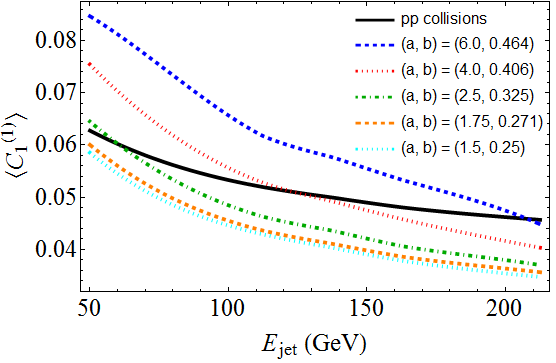 pp collisions
(a, b) = (6.0, 0.464)
(a, b) = (4.0, 0.406)
(a, b) = (2.5, 0.325)
(a, b) = (1.75, 0.271)
(a, b) = (1.5, 0.25)
0.08
0.07
0.06
0.05
0.04
⟨C₁⁽¹⁾⟩
50 100 150 200
E_jet (GeV)